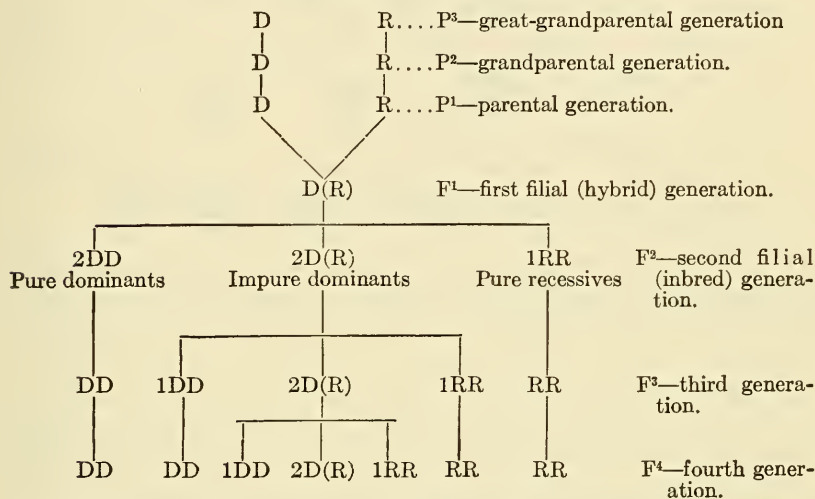 D R.... P³—great-grandparental generation
D R.... P²—grandparental generation.
D R.... P¹—parental generation.
D(R) F¹—first filial (hybrid) generation.
2DD 2D(R) 1RR F²—second filial
Pure dominants Impure dominants Pure recessives (inbred) genera-
tion.
DD 1DD 2D(R) 1RR RR F³—third genera-
tion.
DD DD 1DD 2D(R) 1RR RR RR F⁴—fourth gener-
ation.